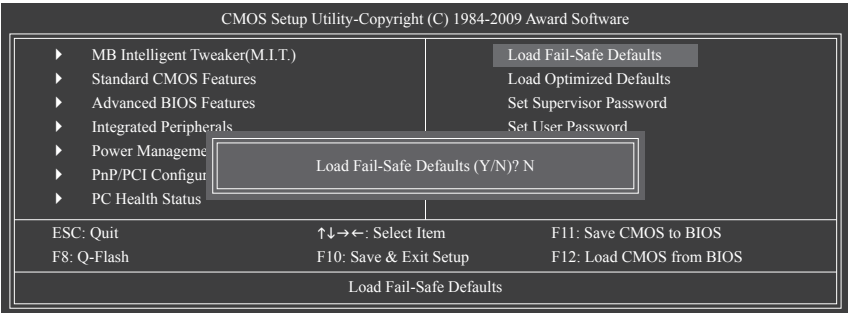 CMOS Setup Utility-Copyright (C) 1984-2009 Award Software
MB Intelligent Tweaker(M.I.T.)
Standard CMOS Features
Advanced BIOS Features
Integrated Peripherals
Power Manageme
PnP/PCI Configur
PC Health Status
Load Fail-Safe Defaults
Load Optimized Defaults
Set Supervisor Password
Set User Password
Load Fail-Safe Defaults (Y/N)? N
ESC: Quit ↑↓→←: Select Item F11: Save CMOS to BIOS
F8: Q-Flash F10: Save & Exit Setup F12: Load CMOS from BIOS
Load Fail-Safe Defaults